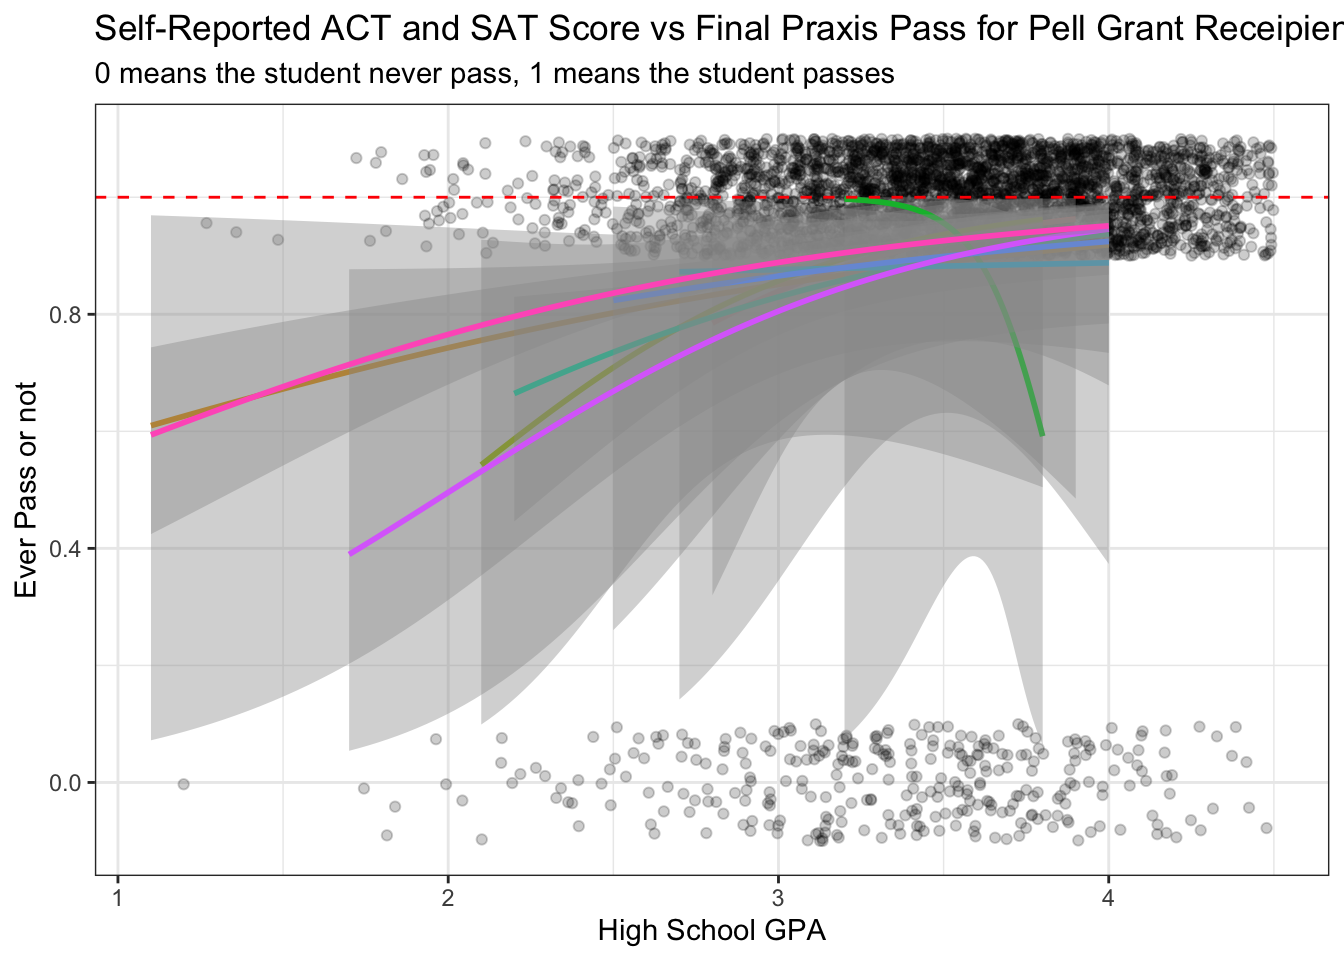 Self-Reported ACT and SAT Score vs Final Praxis Pass for Pell Grant Receipien
0 means the student never pass, 1 means the student passes
Ever Pass or not
0.8
0.4
0.0
1 2 3 4
High School GPA